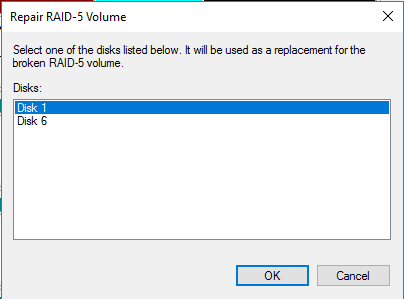 Repair RAID-5 Volume
Select one of the disks listed below. It will be used as a replacement for the
broken RAID-5 volume.
Disks:
Disk 1
Disk 6
OK
Cancel